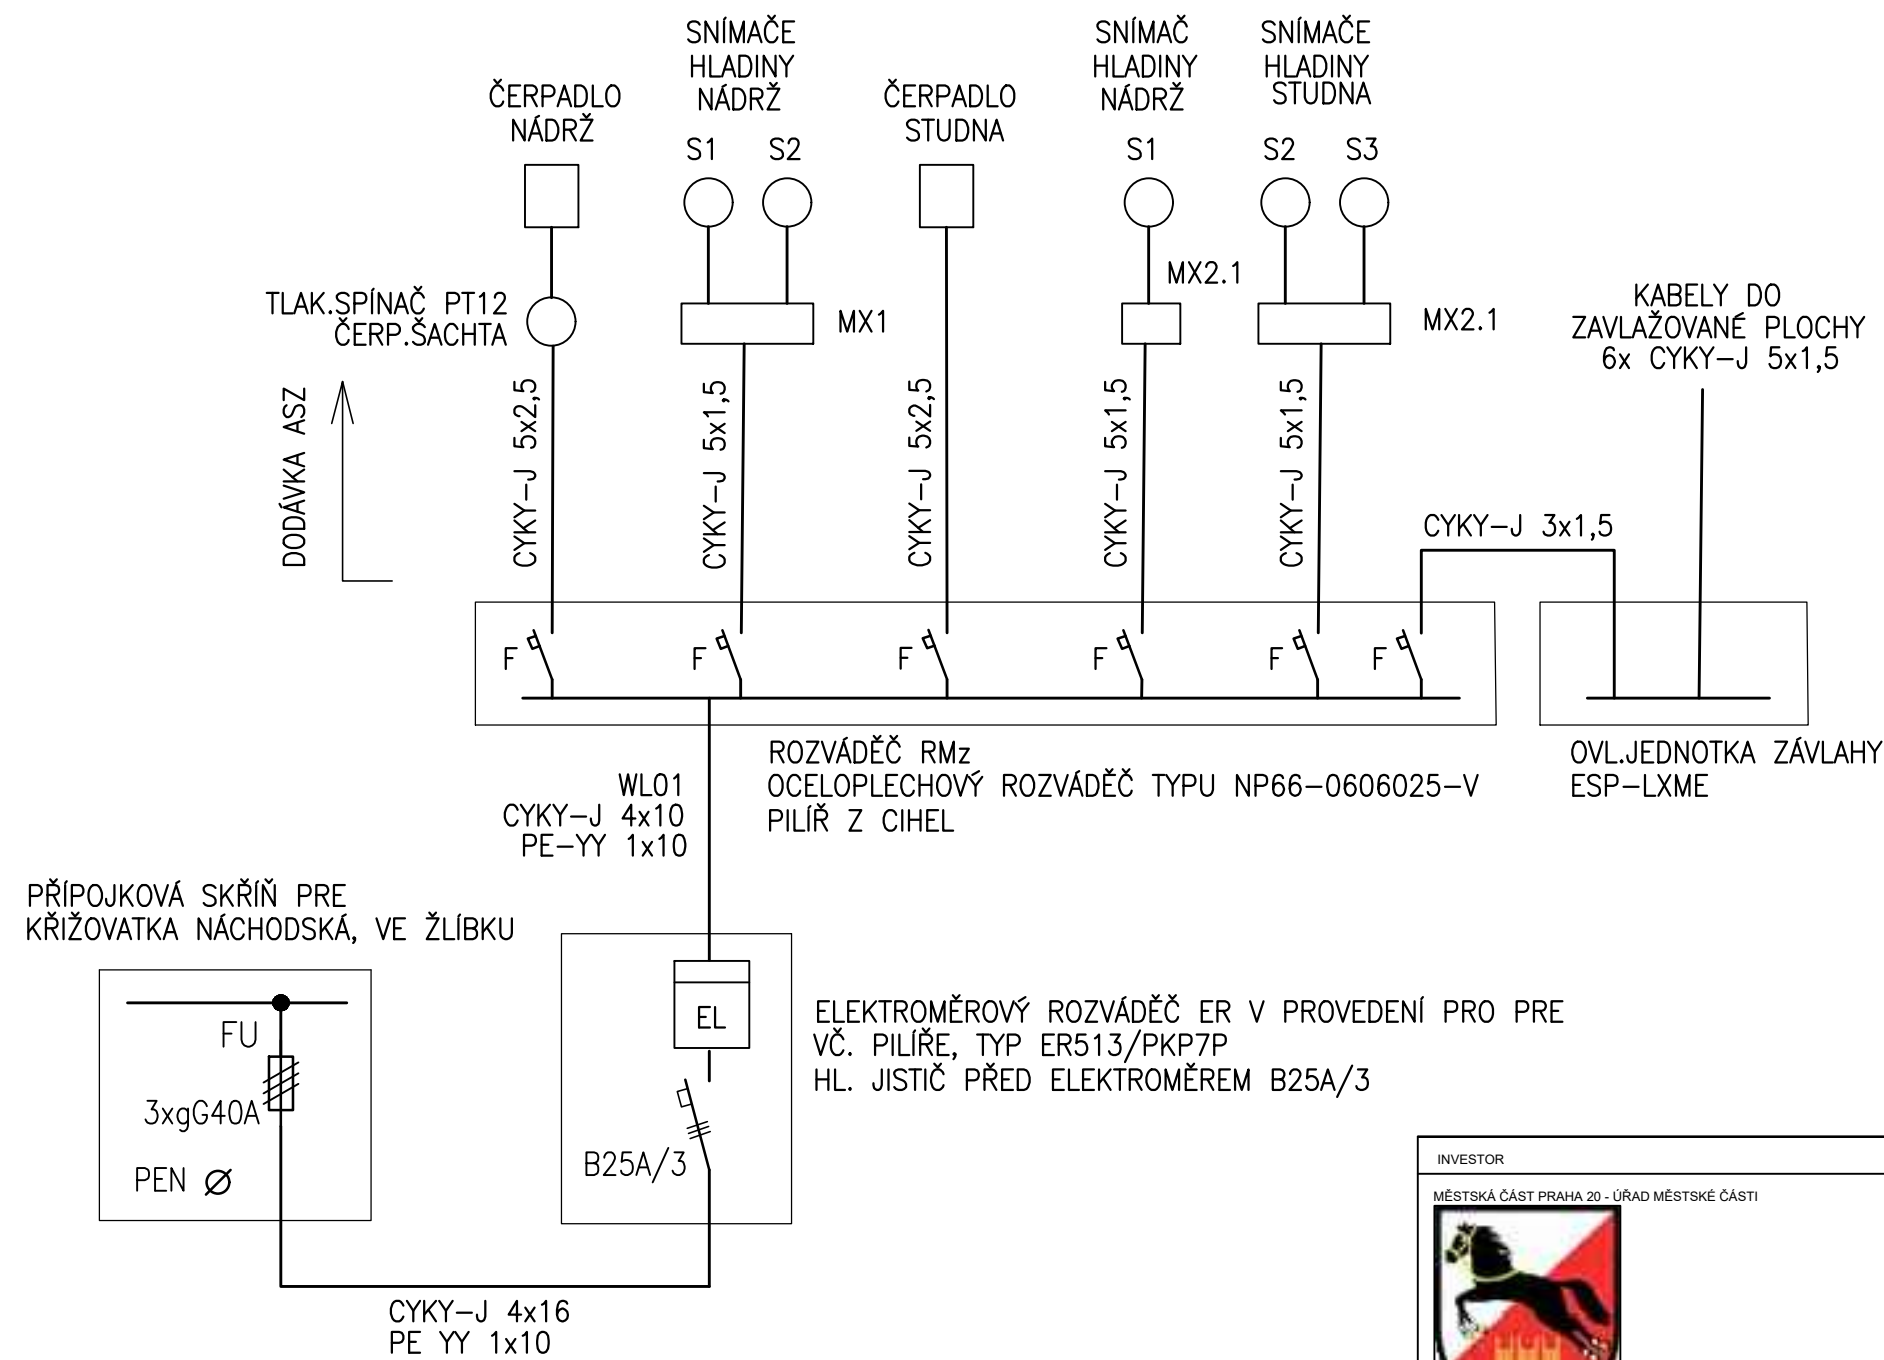 SNÍMAČE
HLADINY
NÁDRŽ
SNÍMAČ
HLADINY
NÁDRŽ
SNÍMAČE
HLADINY
STUDNA
ČERPADLO
NÁDRŽ
ČERPADLO
STUDNA
S1
S2
S1
S2
S3
MX2.1
TLAK.SPÍNAČ PT12
ČERP.ŠACHTA
MX1
MX2.1
KABELY DO
ZAVLAŽOVANÉ PLOCHY
6x CYKY-J 5x1,5
DODÁVKA ASZ
CYKY-J 5x2,5
CYKY-J 5x1,5
CYKY-J 5x2,5
CYKY-J 5x1,5
CYKY-J 5x1,5
CYKY-J 3x1,5
F
F
F
F
F
F
ROZVÁDĚČ RMz
OCELOPLECHOVÝ ROZVÁDĚČ TYPU NP66-0606025-V
PILÍŘ Z CIHEL
OVL.JEDNOTKA ZÁVLAHY
ESP-LXME
WL01
CYKY-J 4x10
PE-YY 1x10
PŘÍPOJKOVÁ SKŘÍŇ PRE
KŘIŽOVATKA NÁCHODSKÁ, VE ŽLÍBKU
FU
3xgG40A
PEN Ø
EL
B25A/3
ELEKTROMĚROVÝ ROZVÁDĚČ ER V PROVEDENÍ PRO PRE
VČ. PILÍŘE, TYP ER513/PKP7P
HL. JISTIČ PŘED ELEKTROMĚREM B25A/3
CYKY-J 4x16
PE YY 1x10
INVESTOR
MĚSTSKÁ ČÁST PRAHA 20 - ÚŘAD MĚSTSKÉ ČÁSTI